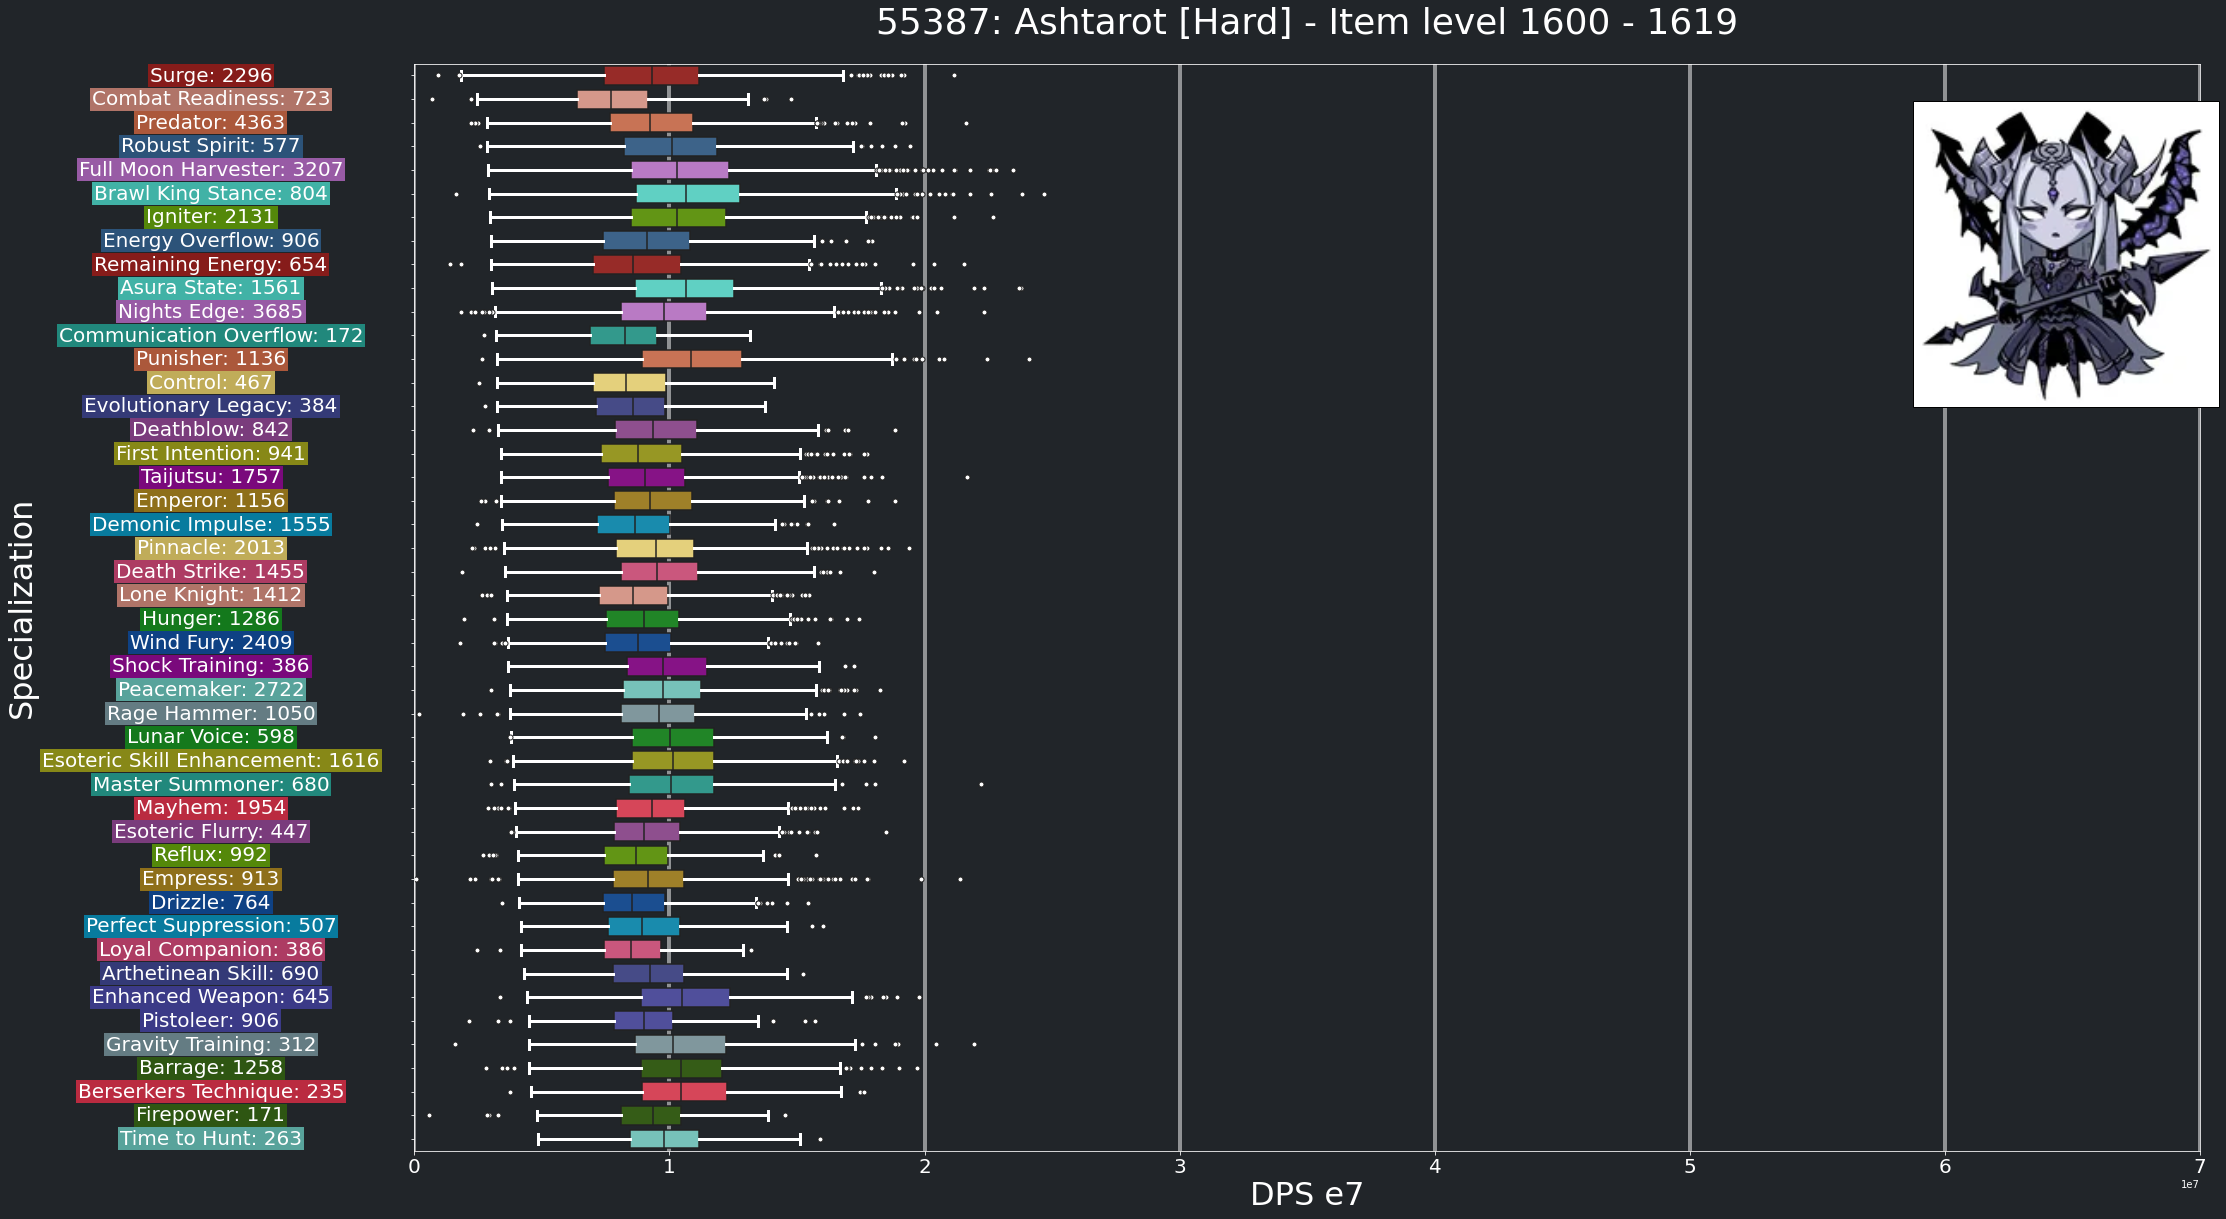 55387: Ashtarot [Hard] - Item level 1600 - 1619
Specialization
Surge: 2296
Combat Readiness: 723
Predator: 4363
Robust Spirit: 577
Full Moon Harvester: 3207
Brawl King Stance: 804
Igniter: 2131
Energy Overflow: 906
Remaining Energy: 654
Asura State: 1561
Nights Edge: 3685
Communication Overflow: 172
Punisher: 1136
Control: 467
Evolutionary Legacy: 384
Deathblow: 842
First Intention: 941
Taijutsu: 1757
Emperor: 1156
Demonic Impulse: 1555
Pinnacle: 2013
Death Strike: 1455
Lone Knight: 1412
Hunger: 1286
Wind Fury: 2409
Shock Training: 386
Peacemaker: 2722
Rage Hammer: 1050
Lunar Voice: 598
Esoteric Skill Enhancement: 1616
Master Summoner: 680
Mayhem: 1954
Esoteric Flurry: 447
Reflux: 992
Empress: 913
Drizzle: 764
Perfect Suppression: 507
Loyal Companion: 386
Arthetinean Skill: 690
Enhanced Weapon: 645
Pistoleer: 906
Gravity Training: 312
Barrage: 1258
Berserkers Technique: 235
Firepower: 171
Time to Hunt: 263
0 1 2 3 4 5 6 7
1e7
DPS e7